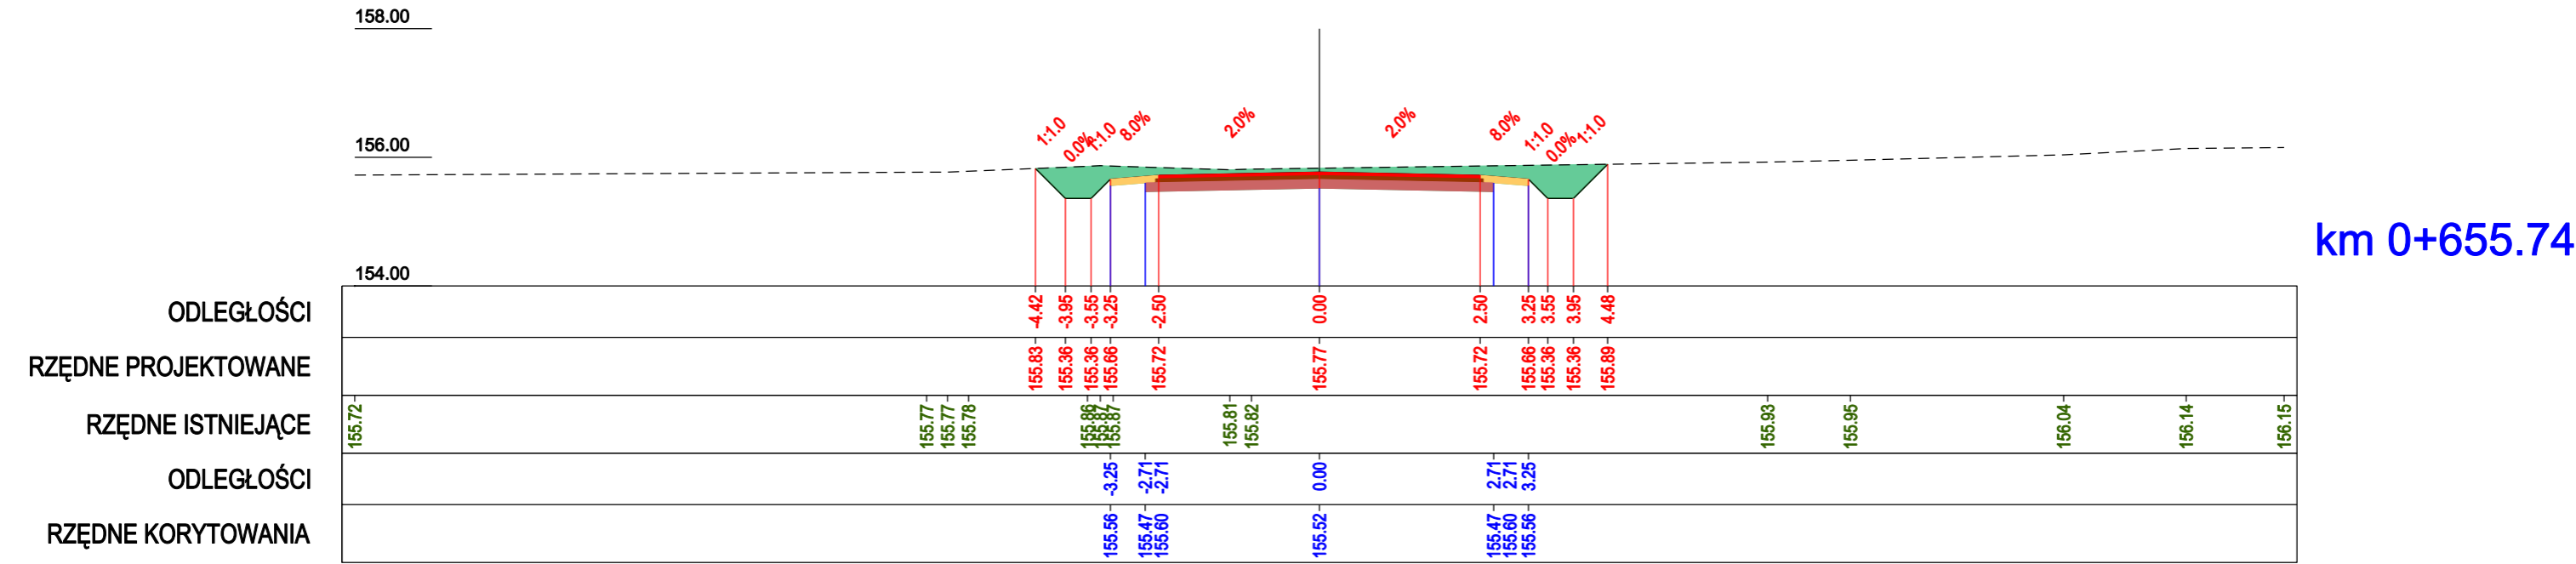 158.00
1:1.0 0.0% 1:1.0 8.0% 2.0% 2.0% 8.0% 1:1.0 0.0% 1:1.0
156.00
km 0+655.74
154.00
ODLEGŁOŚCI -4.42 -3.95 -3.55 -3.25 -2.50 0.00 2.50 3.25 3.55 3.95 4.48
RZĘDNE PROJEKTOWANE 155.83 155.36 155.36 155.66 155.72 155.77 155.72 155.66 155.36 155.36 155.89
RZĘDNE ISTNIEJĄCE 155.72 155.77 155.77 155.78 155.86 155.87 155.87 155.81 155.82 155.93 155.95 156.04 156.14 156.15
ODLEGŁOŚCI -3.25 -2.71 -2.71 0.00 2.71 2.71 3.25
RZĘDNE KORYTOWANIA 155.56 155.47 155.60 155.52 155.47 155.60 155.56